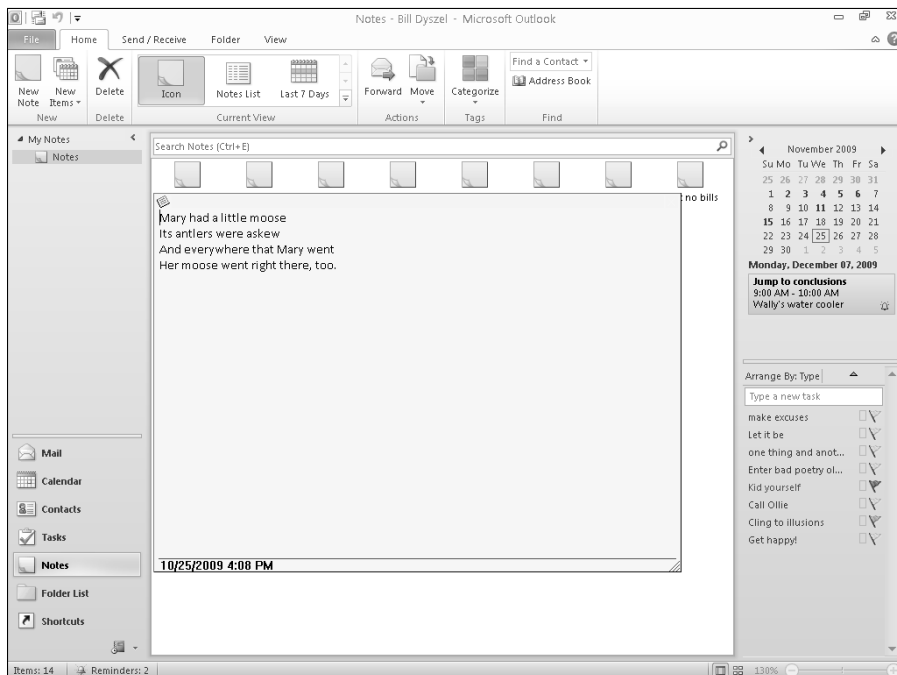 Notes - Bill Dyszel - Microsoft Outlook
File Home Send / Receive Folder View
New Note
New Items
Delete
Icon
Notes List
Last 7 Days
Forward
Move
Categorize
Find a Contact
Address Book
New Delete Current View Actions Tags Find
My Notes
Notes
Search Notes (Ctrl+E)
no bills
Mary had a little moose
Its antlers were askew
And everywhere that Mary went
Her moose went right there, too.
10/25/2009 4:08 PM
Mail
Calendar
Contacts
Tasks
Notes
Folder List
Shortcuts
November 2009
Su Mo Tu We Th Fr Sa
25 26 27 28 29 30 31
1 2 3 4 5 6 7
8 9 10 11 12 13 14
15 16 17 18 19 20 21
22 23 24 25 26 27 28
29 30 1 2 3 4 5
Monday, December 07, 2009
Jump to conclusions
9:00 AM - 10:00 AM
Wally's water cooler
Arrange By: Type
Type a new task
make excuses
Let it be
one thing and anot...
Enter bad poetry ol...
Kid yourself
Call Ollie
Cling to illusions
Get happy!
Items: 14 Reminders: 2 130%